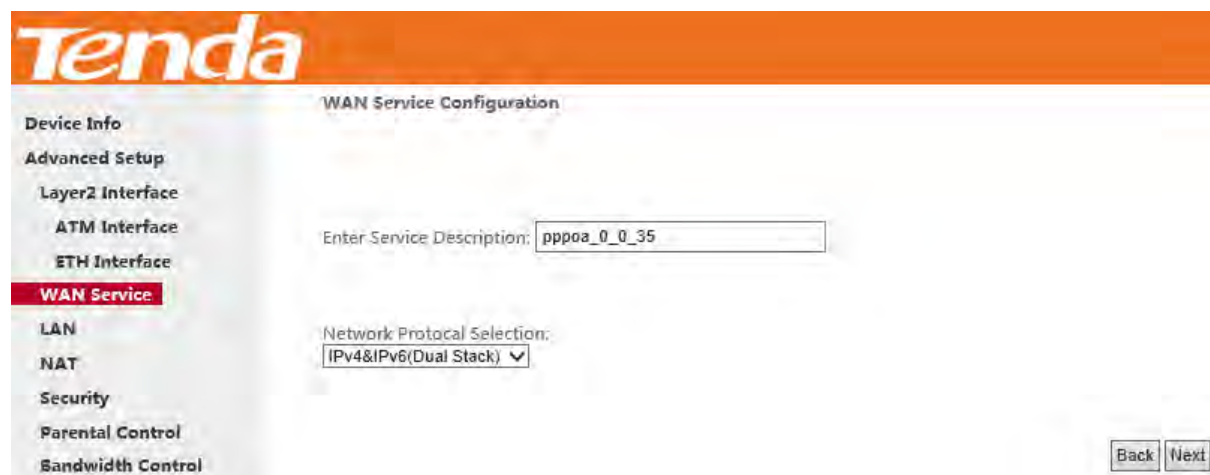 Tenda
WAN Service Configuration
Device Info
Advanced Setup
Layer2 Interface
ATM Interface
ETH Interface
WAN Service
LAN
NAT
Security
Parental Control
Bandwidth Control
Enter Service Description: pppoa_0_0_35
Network Protocal Selection:
IPv4&IPv6(Dual Stack)
Back Next